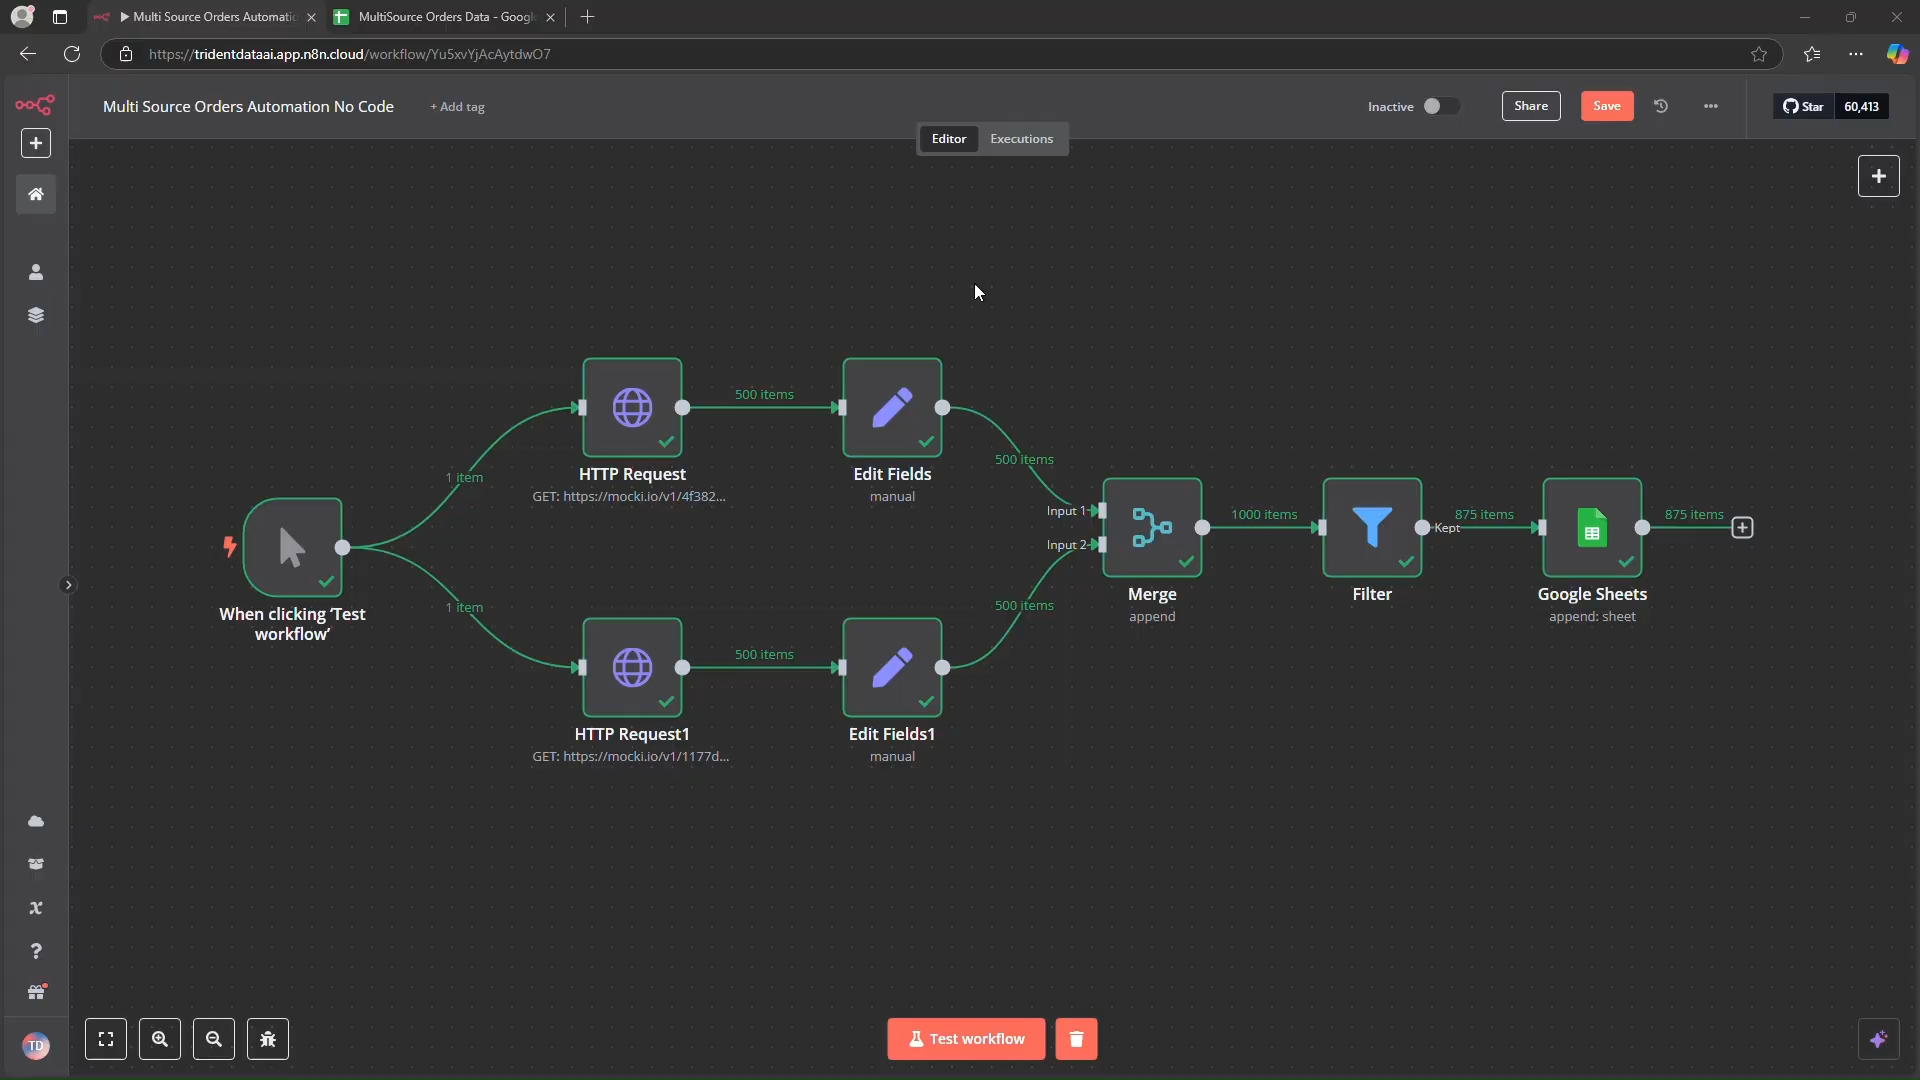 Multi Source Orders Automatio
MultiSource Orders Data - Googl
https://tridentdataai.app.n8n.cloud/workflow/Yu5xvYjAcAytdwO7
Multi Source Orders Automation No Code
+ Add tag
Inactive
Share
Save
Star
60,413
Editor
Executions
500 items
500 items
1 item
HTTP Request
GET: https://mocki.io/v1/4f382...
Edit Fields
manual
Input 1
1000 items
Kept
875 items
875 items
Input 2
Merge
append
Filter
Google Sheets
append: sheet
When clicking ‘Test
workflow’
1 item
500 items
500 items
HTTP Request1
GET: https://mocki.io/v1/1177d...
Edit Fields1
manual
TD
Test workflow